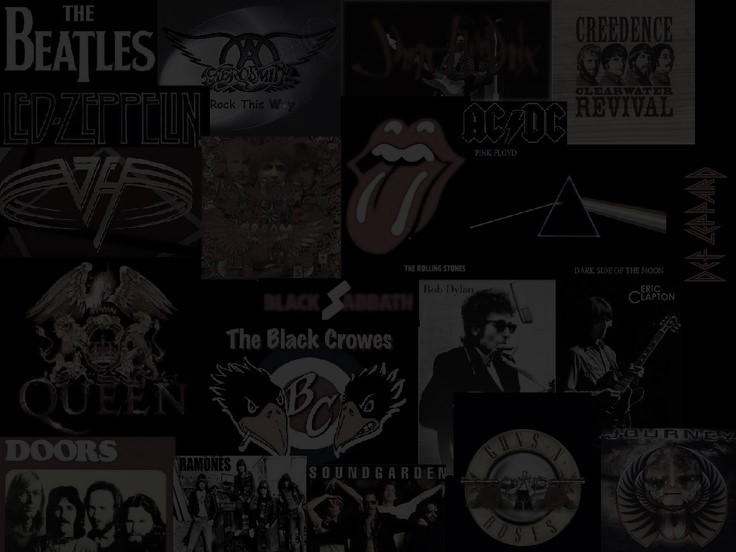 THE
BEATLES
AEROSMITH
Rock This Way
Jimi Hendrix
CREEDENCE
CLEARWATER
REVIVAL
LED-ZEPPELIN
AC/DC
PINK FLOYD
VH
CREAM
DEF LEPPARD
THE ROLLING STONES
DARK SIDE OF THE MOON
BLACK SABBATH
Bob Dylan
ERIC
CLAPTON
The Black Crowes
BC
QUEEN
DOORS
RAMONES
SOUNDGARDEN
GUNS N'
ROSES
JOURNEY